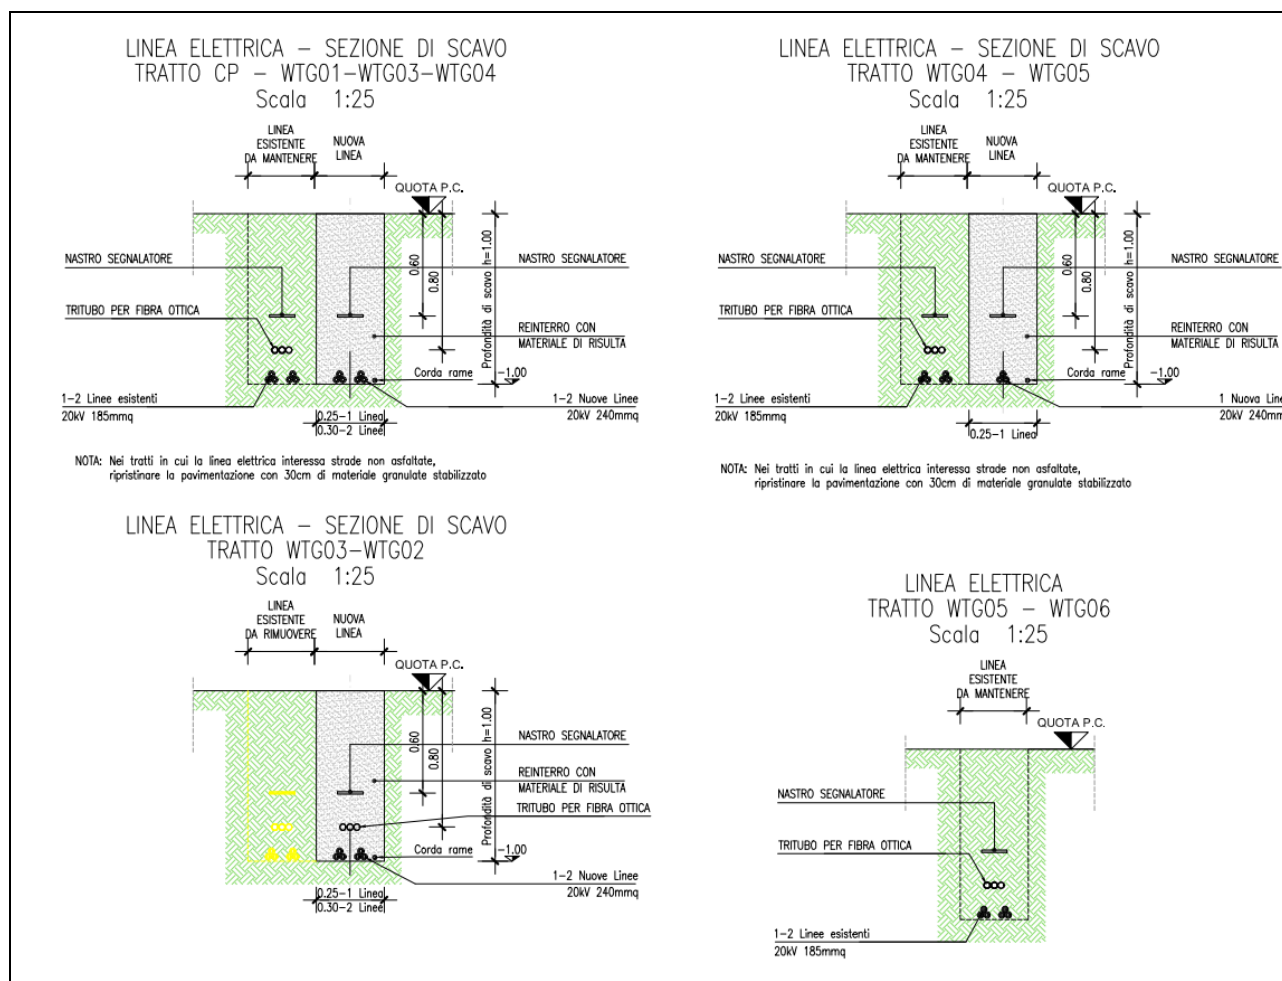 LINEA ELETTRICA – SEZIONE DI SCAVO
TRATTO CP – WTG01–WTG03–WTG04
Scala 1:25
LINEA
ESISTENTE
DA MANTENERE
NUOVA
LINEA
QUOTA P.C.
NASTRO SEGNALATORE
TRITUBO PER FIBRA OTTICA
1–2 Linee esistenti
20kV 185mmq
0.60
0.80
Profondità di scavo h=1.00
NASTRO SEGNALATORE
REINTERRO CON
MATERIALE DI RISULTA
Corda rame
–1.00
1–2 Nuove Linee
20kV 240mmq
0.25–1 Linea
0.30–2 Linee
NOTA: Nei tratti in cui la linea elettrica interessa strade non asfaltate,
ripristinare la pavimentazione con 30cm di materiale granulate stabilizzato
LINEA ELETTRICA – SEZIONE DI SCAVO
TRATTO WTG04 – WTG05
Scala 1:25
LINEA
ESISTENTE
DA MANTENERE
NUOVA
LINEA
QUOTA P.C.
NASTRO SEGNALATORE
TRITUBO PER FIBRA OTTICA
1–2 Linee esistenti
20kV 185mmq
0.60
0.80
Profondità di scavo h=1.00
NASTRO SEGNALATORE
REINTERRO CON
MATERIALE DI RISULTA
Corda rame
–1.00
1 Nuova Line
20kV 240mm
0.25–1 Linea
NOTA: Nei tratti in cui la linea elettrica interessa strade non asfaltate,
ripristinare la pavimentazione con 30cm di materiale granulate stabilizzato
LINEA ELETTRICA – SEZIONE DI SCAVO
TRATTO WTG03–WTG02
Scala 1:25
LINEA
ESISTENTE
DA RIMUOVERE
NUOVA
LINEA
QUOTA P.C.
0.60
0.80
Profondità di scavo h=1.00
NASTRO SEGNALATORE
REINTERRO CON
MATERIALE DI RISULTA
TRITUBO PER FIBRA OTTICA
Corda rame
–1.00
1–2 Nuove Linee
20kV 240mmq
0.25–1 Linea
0.30–2 Linee
LINEA ELETTRICA
TRATTO WTG05 – WTG06
Scala 1:25
LINEA
ESISTENTE
DA MANTENERE
QUOTA P.C.
NASTRO SEGNALATORE
TRITUBO PER FIBRA OTTICA
1–2 Linee esistenti
20kV 185mmq